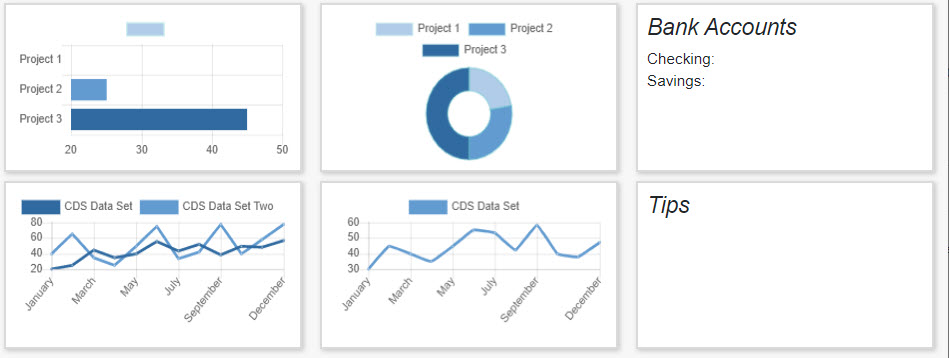 Project 1
Project 2
Project 3
20 30 40 50
Project 1 Project 2
Project 3
Bank Accounts
Checking:
Savings:
CDS Data Set CDS Data Set Two
80
60
40
20
January March May July September December
CDS Data Set
60
50
40
30
January March May July September December
Tips